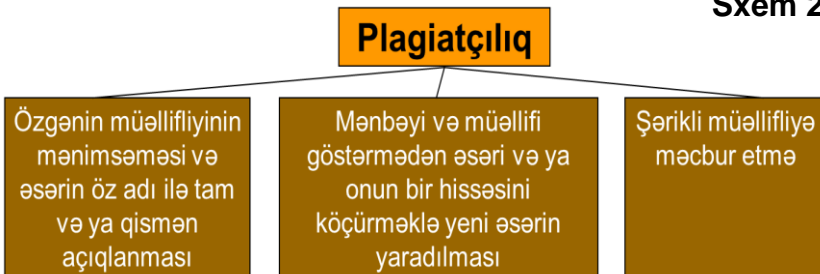 Sxem 2
Plagiatçılıq
Özgənin müəllifliyinin
mənimsəməsi və
əsərin öz adı ilə tam
və ya qismən
açıqlanması
Mənbəyi və müəllifi
göstərmədən əsəri və ya
onun bir hissəsini
köçürməklə yeni əsərin
yaradılması
Şərikli müəllifliyə
məcbur etmə